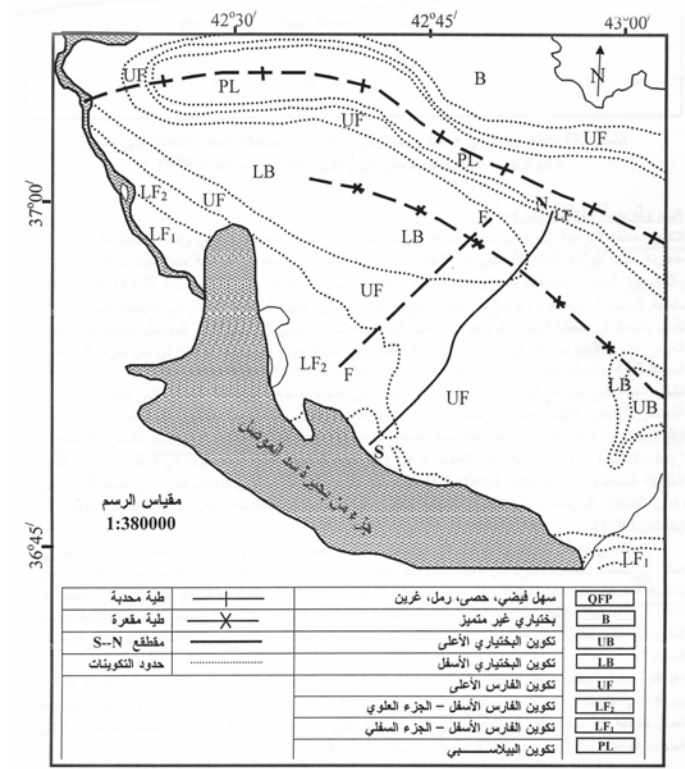 42°30' 42°45' 43°00'
UF PL B N
UF UF
PL
37°00' LF₂ UF LB N LF
LF₁ LB F
UF
LF₂ F LB
UF UB
S
جزء من بحيرة سد الموصل
مقياس الرسم
1:380000
36°45' LF₁
طية محدبة سهل فيضي، حصى، رمل، غرين QFP
طية مقعرة بختياري غير متميز B
مقطع S--N تكوين البختياري الأعلى UB
حدود التكوينات تكوين البختياري الأسفل LB
تكوين الفارس الأعلى UF
تكوين الفارس الأسفل – الجزء العلوي LF₂
تكوين الفارس الأسفل – الجزء السفلي LF₁
تكوين البيلاسبي PL